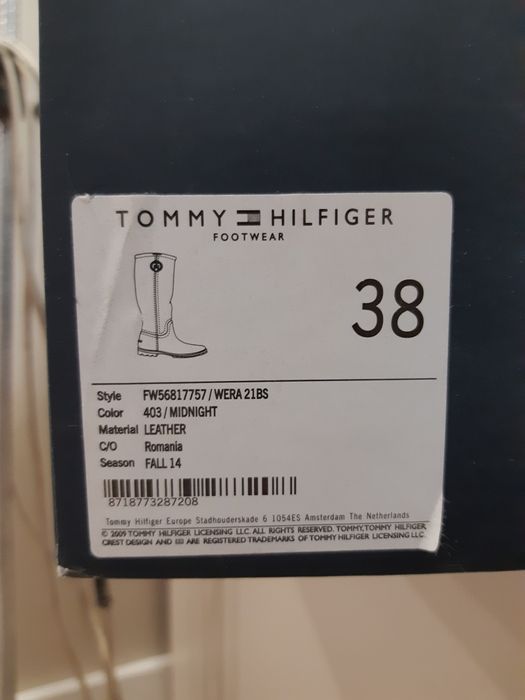 TOMMY HILFIGER
FOOTWEAR
38
Style FW56817757/WERA 21BS
Color 403/MIDNIGHT
Material LEATHER
C/O Romania
Season FALL 14
8718773287208
Tommy Hilfiger Europe Stadhouderskade 6 1054ES Amsterdam The Netherlands
© 2009 TOMMY HILFIGER LICENSING LLC. ALL RIGHTS RESERVED. TOMMY,TOMMY HILFIGER,
CREST DESIGN AND ARE REGISTERED TRADEMARKS OF TOMMY HILFIGER LICENSING LLC.